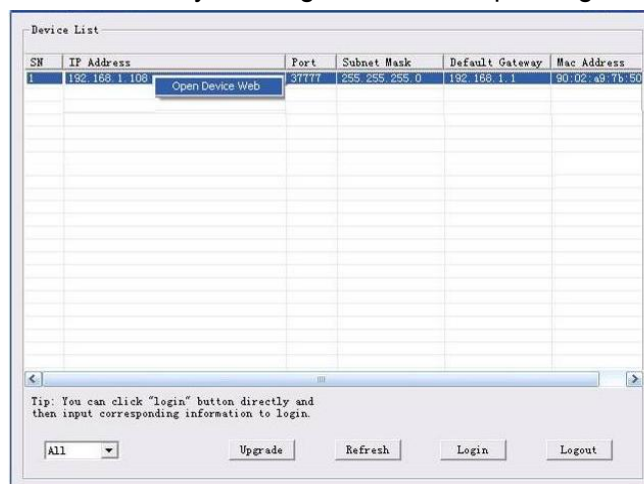 Device List
SN IP Address Port Subnet Mask Default Gateway Mac Address
1 192.168.1.108 37777 255.255.255.0 192.168.1.1 90:02:a9:7b:50
Open Device Web
Tip: You can click "login" button directly and
then input corresponding information to login.
All Upgrade Refresh Login Logout